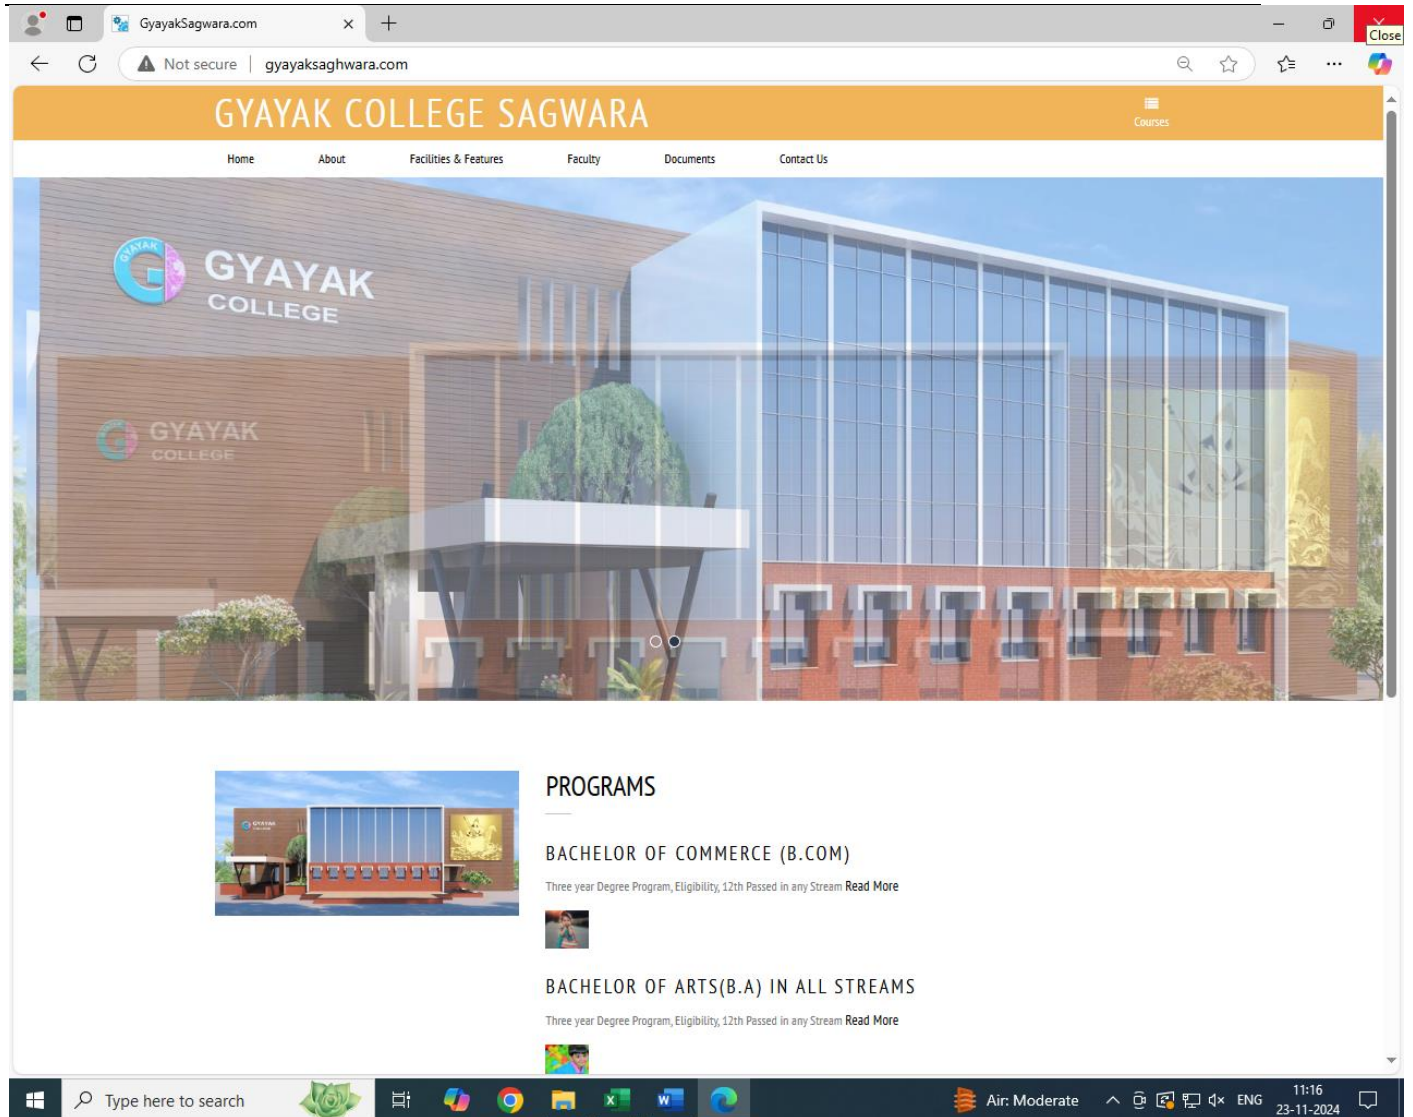 GyayakSagwara.com
Close
Not secure
gyayaksaghwara.com
GYAYAK COLLEGE SAGWARA
Courses
Home About Facilities & Features Faculty Documents Contact Us
GYAYAK
GYAYAK
COLLEGE
GYAYAK
COLLEGE
GYAYAK
COLLEGE
PROGRAMS
BACHELOR OF COMMERCE (B.COM)
Three year Degree Program, Eligibility, 12th Passed in any Stream Read More
BACHELOR OF ARTS(B.A) IN ALL STREAMS
Three year Degree Program, Eligibility, 12th Passed in any Stream Read More
Type here to search
Air: Moderate
ENG
11:16
23-11-2024